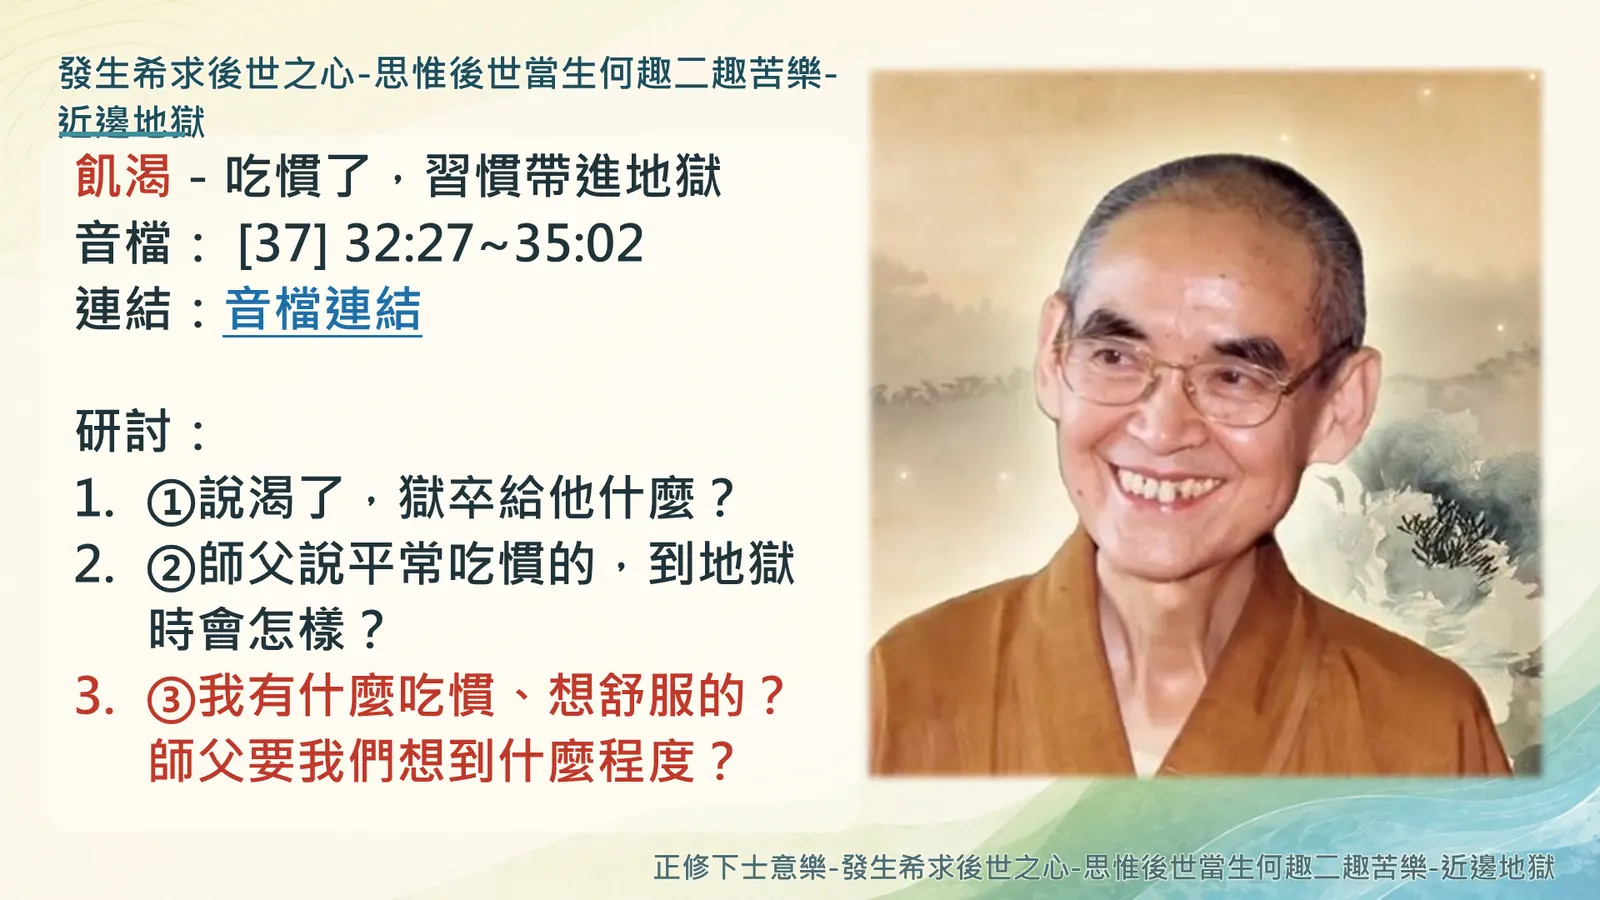 發生希求後世之心-思惟後世當生何趣二趣苦樂-
近邊地獄
飢渴 - 吃慣了，習慣帶進地獄
音檔： [37] 32:27~35:02
連結：音檔連結
研討：
1. ①說渴了，獄卒給他什麼？
2. ②師父說平常吃慣的，到地獄
時會怎樣？
3. ③我有什麼吃慣、想舒服的？
師父要我們想到什麼程度？
正修下士意樂-發生希求後世之心-思惟後世當生何趣二趣苦樂-近邊地獄